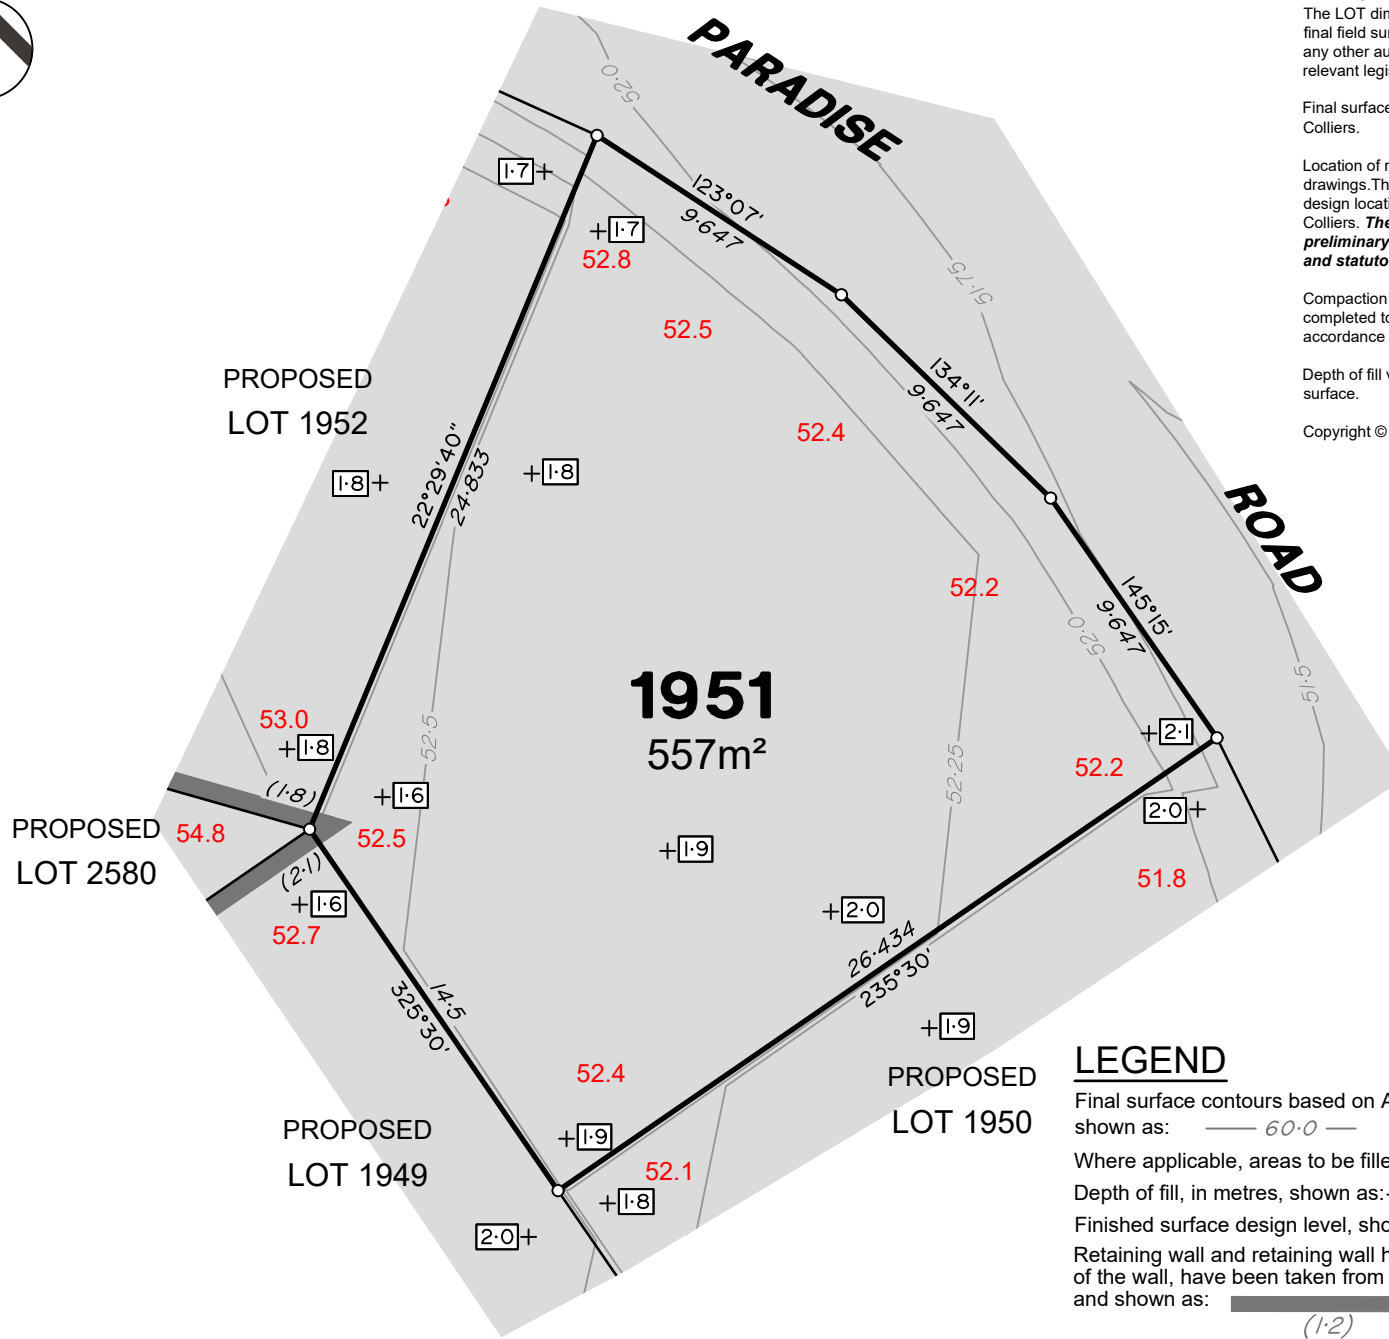 The LOT
final field
any other
relevant
Final surface
Colliers.
Location of
drawings.
design
Colliers. The
preliminary
and
Compaction
completed
accordance
Depth of fill
surface.
Copyright ©
PARADISE
ROAD
52.0
1.7
1.7
52.8
123°07'
9.647
51.75
52.5
134°11'
9.647
52.4
PROPOSED
LOT 1952
22°29'40"
24.833
1.8
1.8
52.2
145°15'
9.647
52.0
51.5
1951
557m²
53.0
1.8
52.5
52.25
2.1
52.2
(1.8)
1.6
2.0
PROPOSED
LOT 2580
54.8
52.5
1.9
51.8
(2.1)
1.6
52.7
2.0
26.434
235°30'
14.5
325°30'
1.9
52.4
PROPOSED
LOT 1950
PROPOSED
LOT 1949
1.9
52.1
1.8
2.0
LEGEND
Final surface contours based on
shown as: 60.0
Where applicable, areas to be
Depth of fill, in metres, shown as:
Finished surface design level,
Retaining wall and retaining wall
of the wall, have been taken from
and shown as:
(1.2)